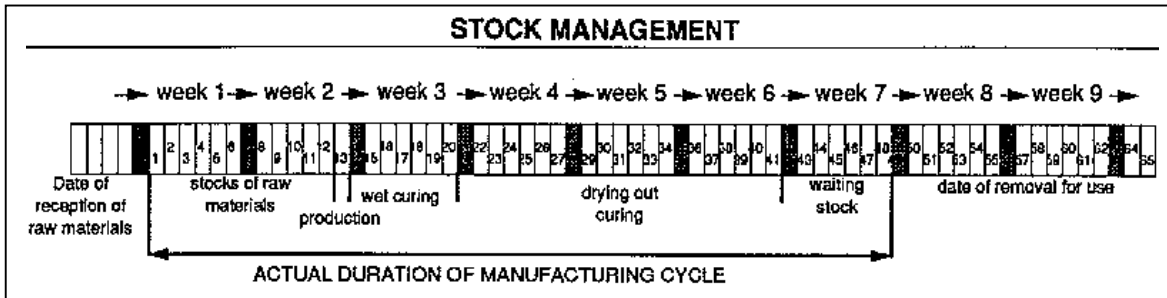 STOCK MANAGEMENT
week 1 week 2 week 3 week 4 week 5 week 6 week 7 week 8 week 9
1 2 3 4 5 6 8 9 10 11 12 13 15 16 17 18 19 20 22 23 24 25 26 27 29 30 31 32 33 34 36 37 38 39 40 41 43 44 45 46 47 48 50 51 52 53 54 55 57 58 59 60 61 62 64 65
Date of reception of raw materials
stocks of raw materials
production
wet curing
drying out curing
waiting stock
date of removal for use
ACTUAL DURATION OF MANUFACTURING CYCLE